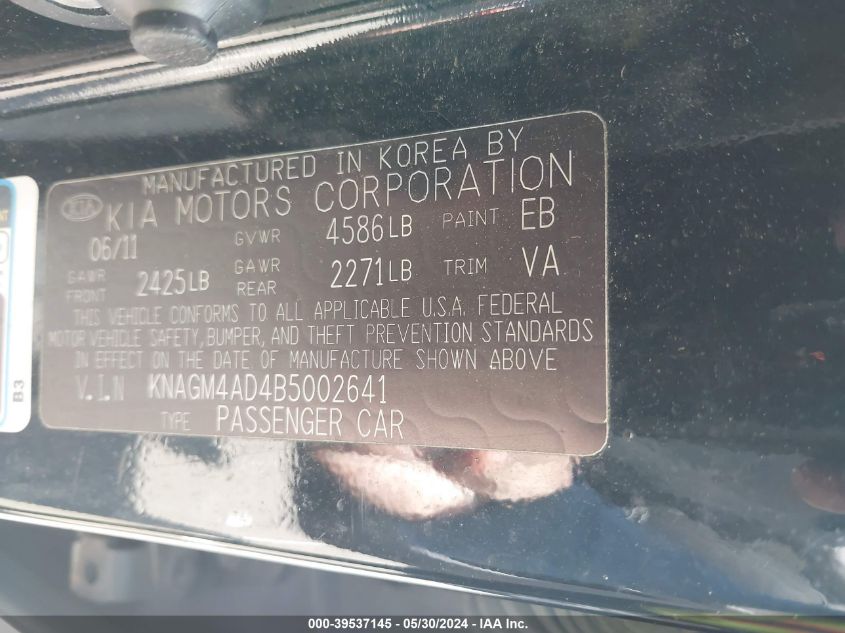 MANUFACTURED IN KOREA BY
KIA KIA MOTORS CORPORATION
06/11 GVWR 4586LB PAINT EB
GAWR FRONT 2425LB GAWR REAR 2271LB TRIM VA
THIS VEHICLE CONFORMS TO ALL APPLICABLE U.S.A. FEDERAL
MOTOR VEHICLE SAFETY, BUMPER, AND THEFT PREVENTION STANDARDS
IN EFFECT ON THE DATE OF MANUFACTURE SHOWN ABOVE
V.I.N KNAGM4AD4B5002641
TYPE PASSENGER CAR
B3
000-39537145 - 05/30/2024 - IAA Inc.